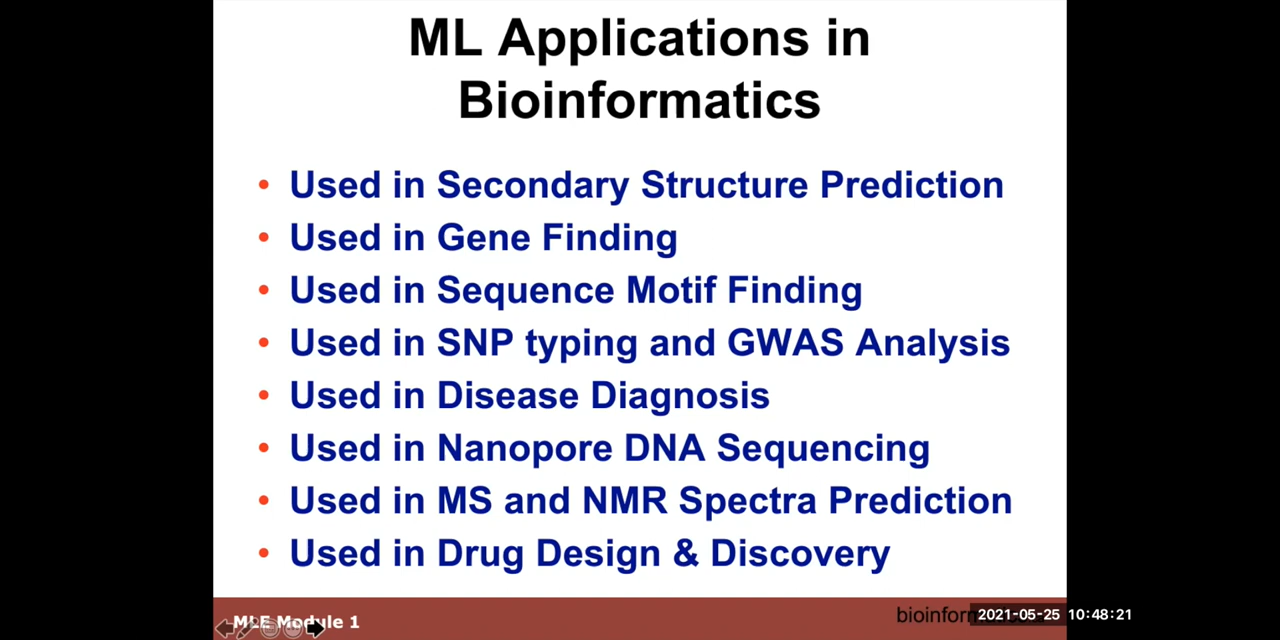 ML Applications in
Bioinformatics
• Used in Secondary Structure Prediction
• Used in Gene Finding
• Used in Sequence Motif Finding
• Used in SNP typing and GWAS Analysis
• Used in Disease Diagnosis
• Used in Nanopore DNA Sequencing
• Used in MS and NMR Spectra Prediction
• Used in Drug Design & Discovery
MLE Module 1
2021-05-25 10:48:21